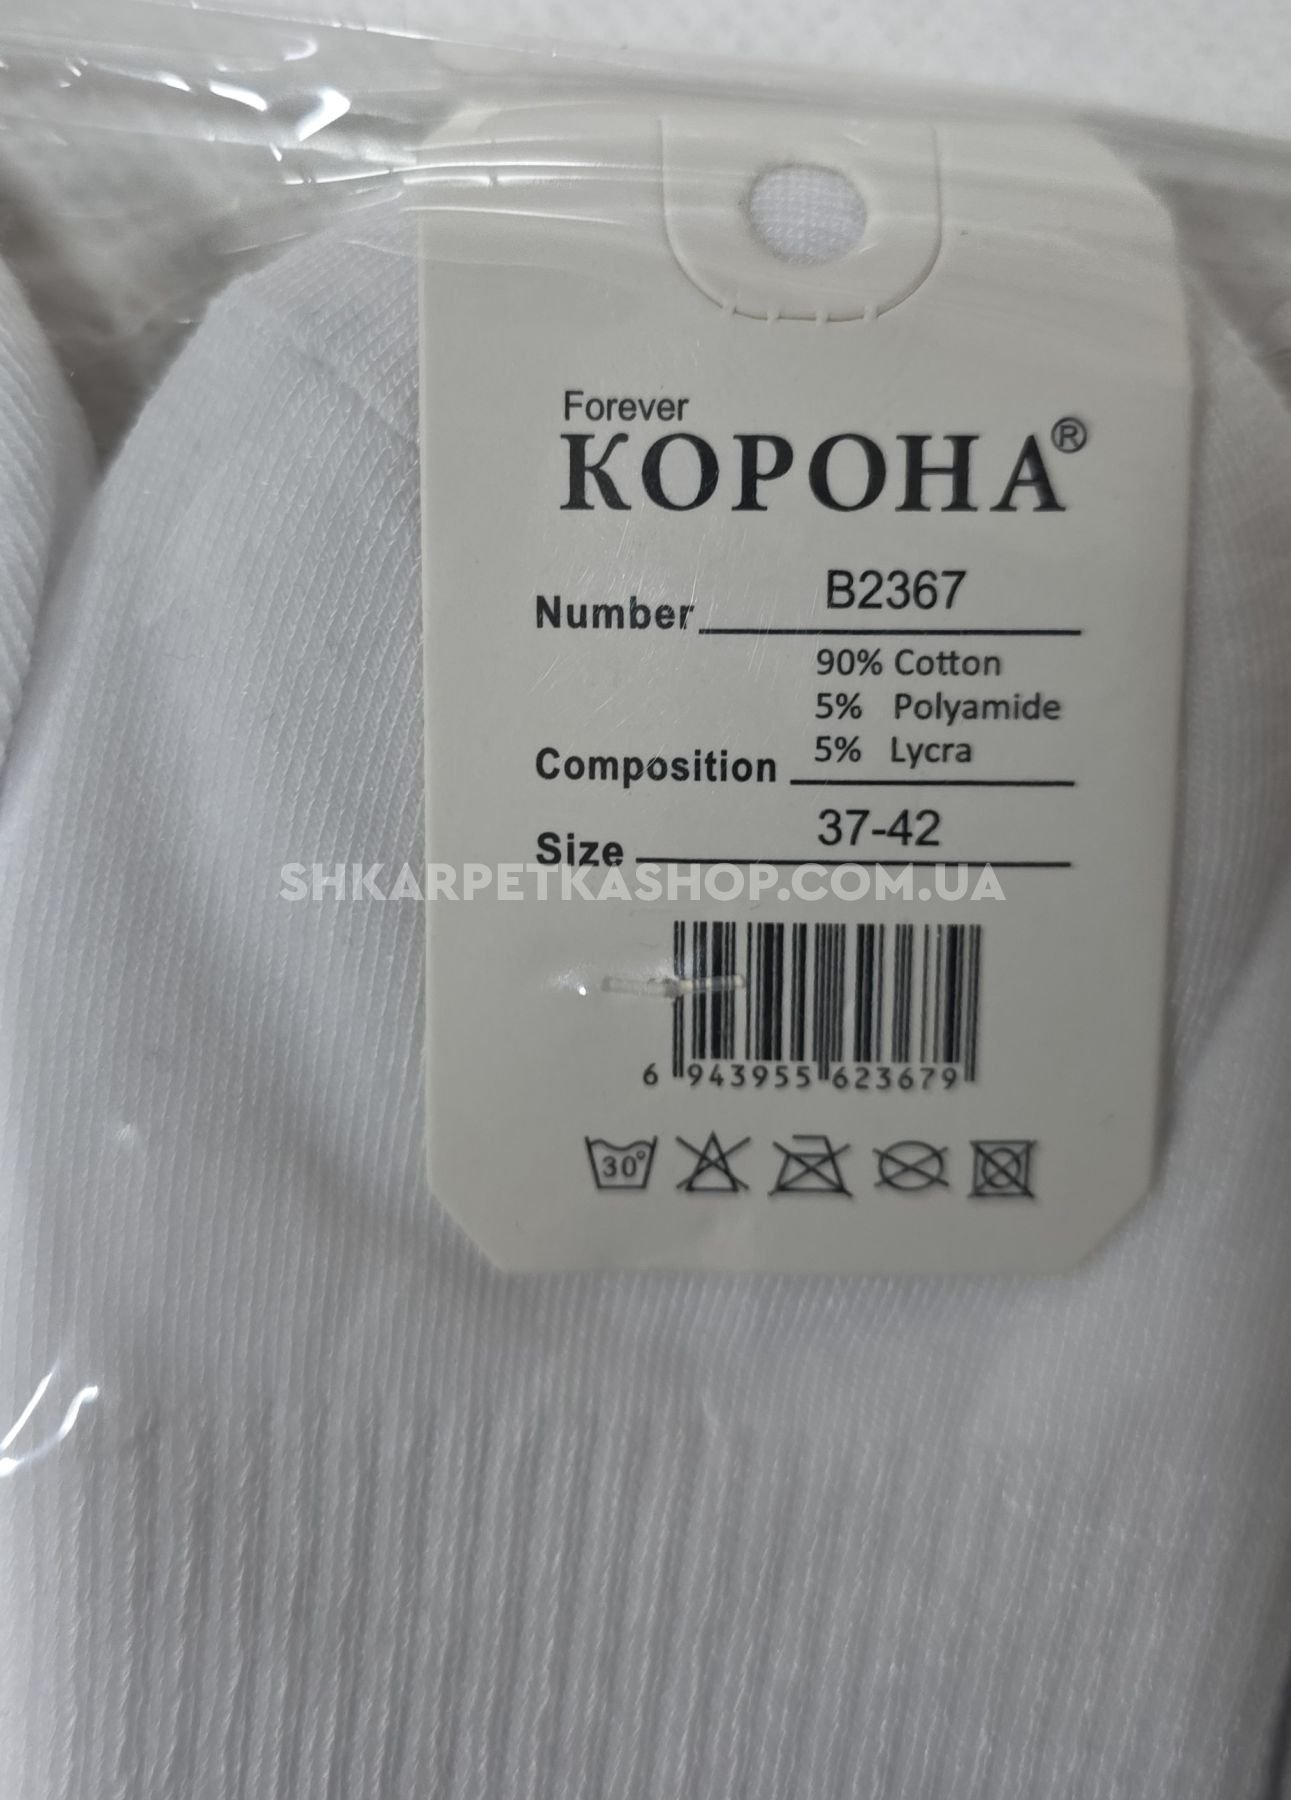 Forever
КОРОНА®
Number B2367
90% Cotton
5% Polyamide
Composition 5% Lycra
Size 37-42
SHKARPETKASHOP.COM.UA
6 943955 623679
30°